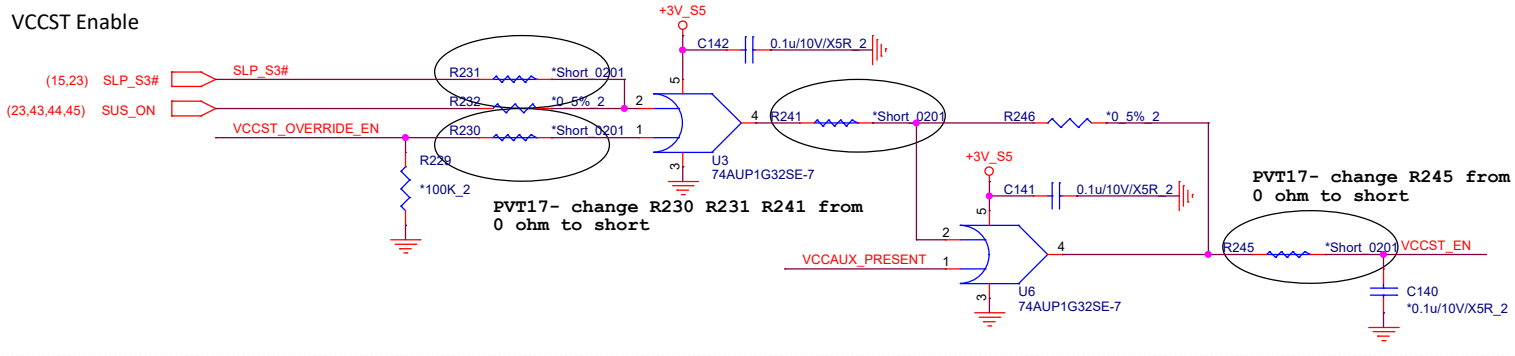 VCCST Enable
+3V_S5
C142 0.1u/10V/X5R_2
(15,23) SLP_S3# SLP_S3# R231 *Short_0201
5
(23,43,44,45) SUS_ON R232 *0_5%_2 2
VCCST_OVERRIDE_EN R230 *Short_0201 1
4 R241 *Short_0201 R246 *0_5%_2
3
U3
74AUP1G32SE-7
R229
*100K_2
PVT17- change R230 R231 R241 from
0 ohm to short
+3V_S5
C141 0.1u/10V/X5R_2
5
2
VCCAUX_PRESENT 1
4 R245 *Short_0201 VCCST_EN
3
U6
74AUP1G32SE-7
PVT17- change R245 from
0 ohm to short
C140
*0.1u/10V/X5R_2